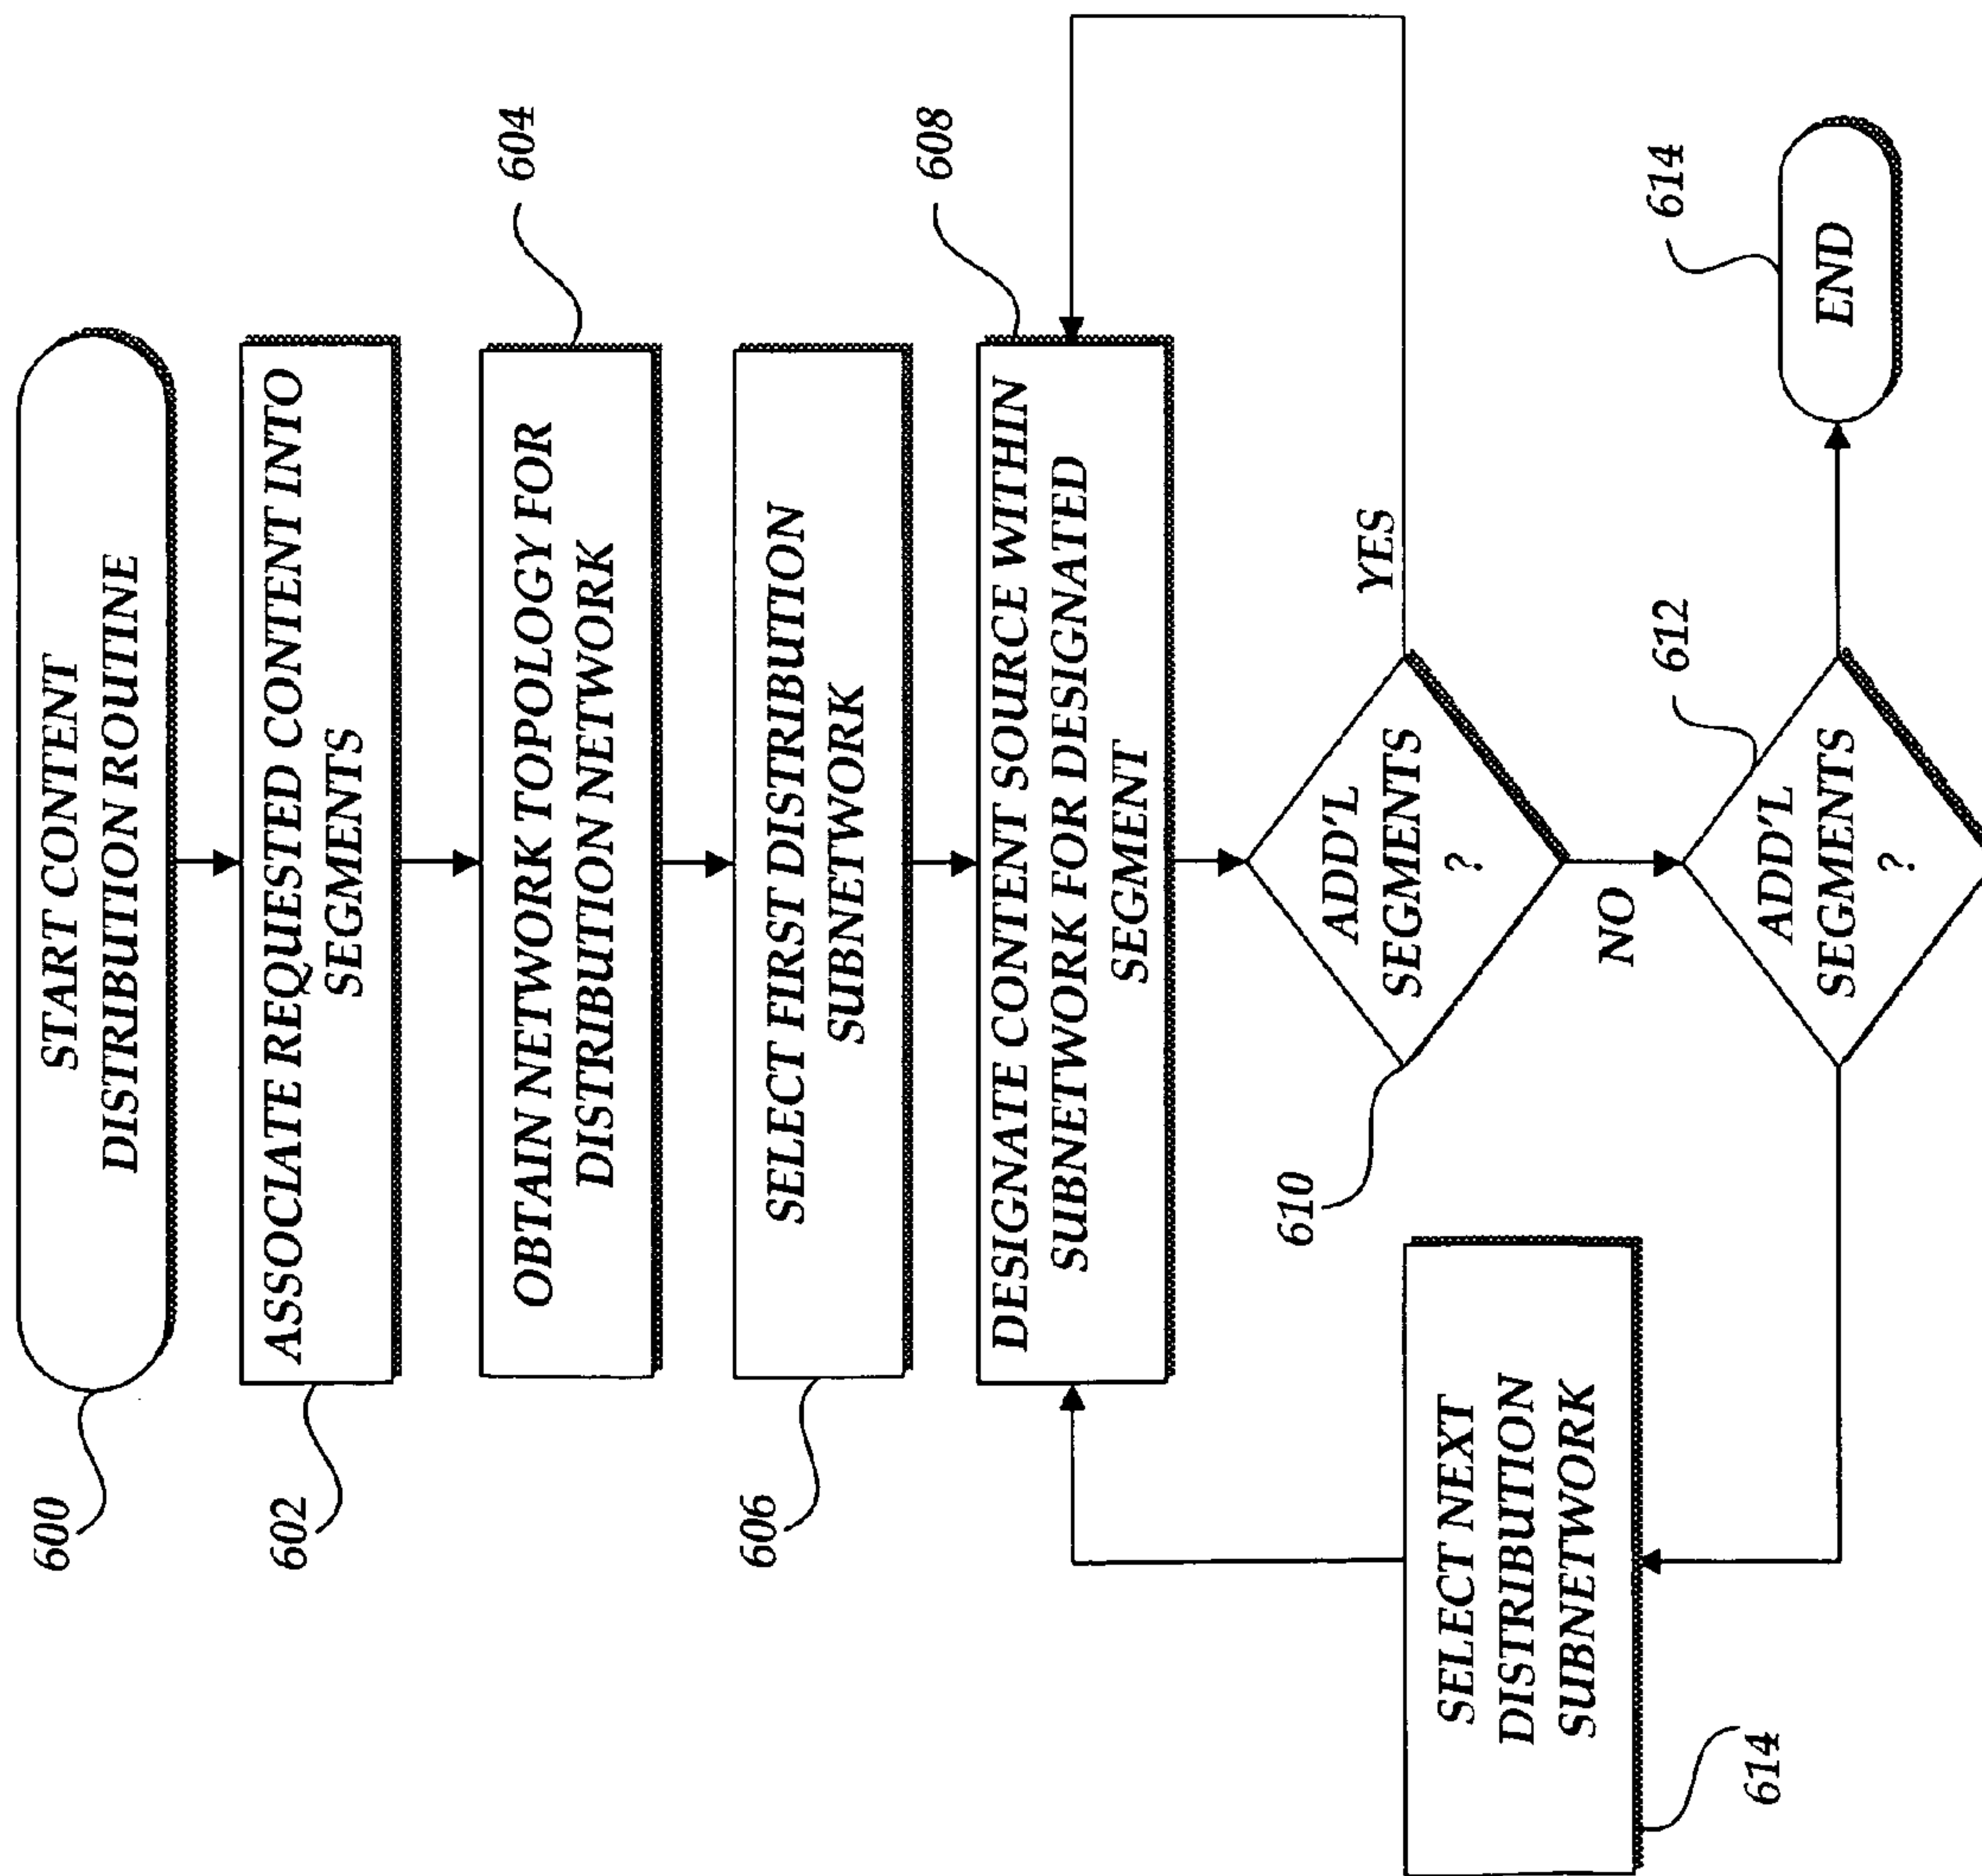 START CONTENT
DISTRIBUTION ROUTINE
600
ASSOCLATE REQUESTED CONTENT INTO
SEGMENTS
602
OBTAIN NETWORK TOPOLOGY FOR
DISTRIBUTION NETWORK
604
SELECT FIRST DISTRIBUTION
SUBNETWORK
606
DESIGNATE CONTENT SOURCE WITHIN
SUBNETWORK FOR DESIGNATED
SEGMENT
608
ADD'L
SEGMENTS
?
610
YES
NO
SELECT NEXT
DISTRIBUTION
SUBNETWORK
614
ADD'L
SEGMENTS
?
612
END
614